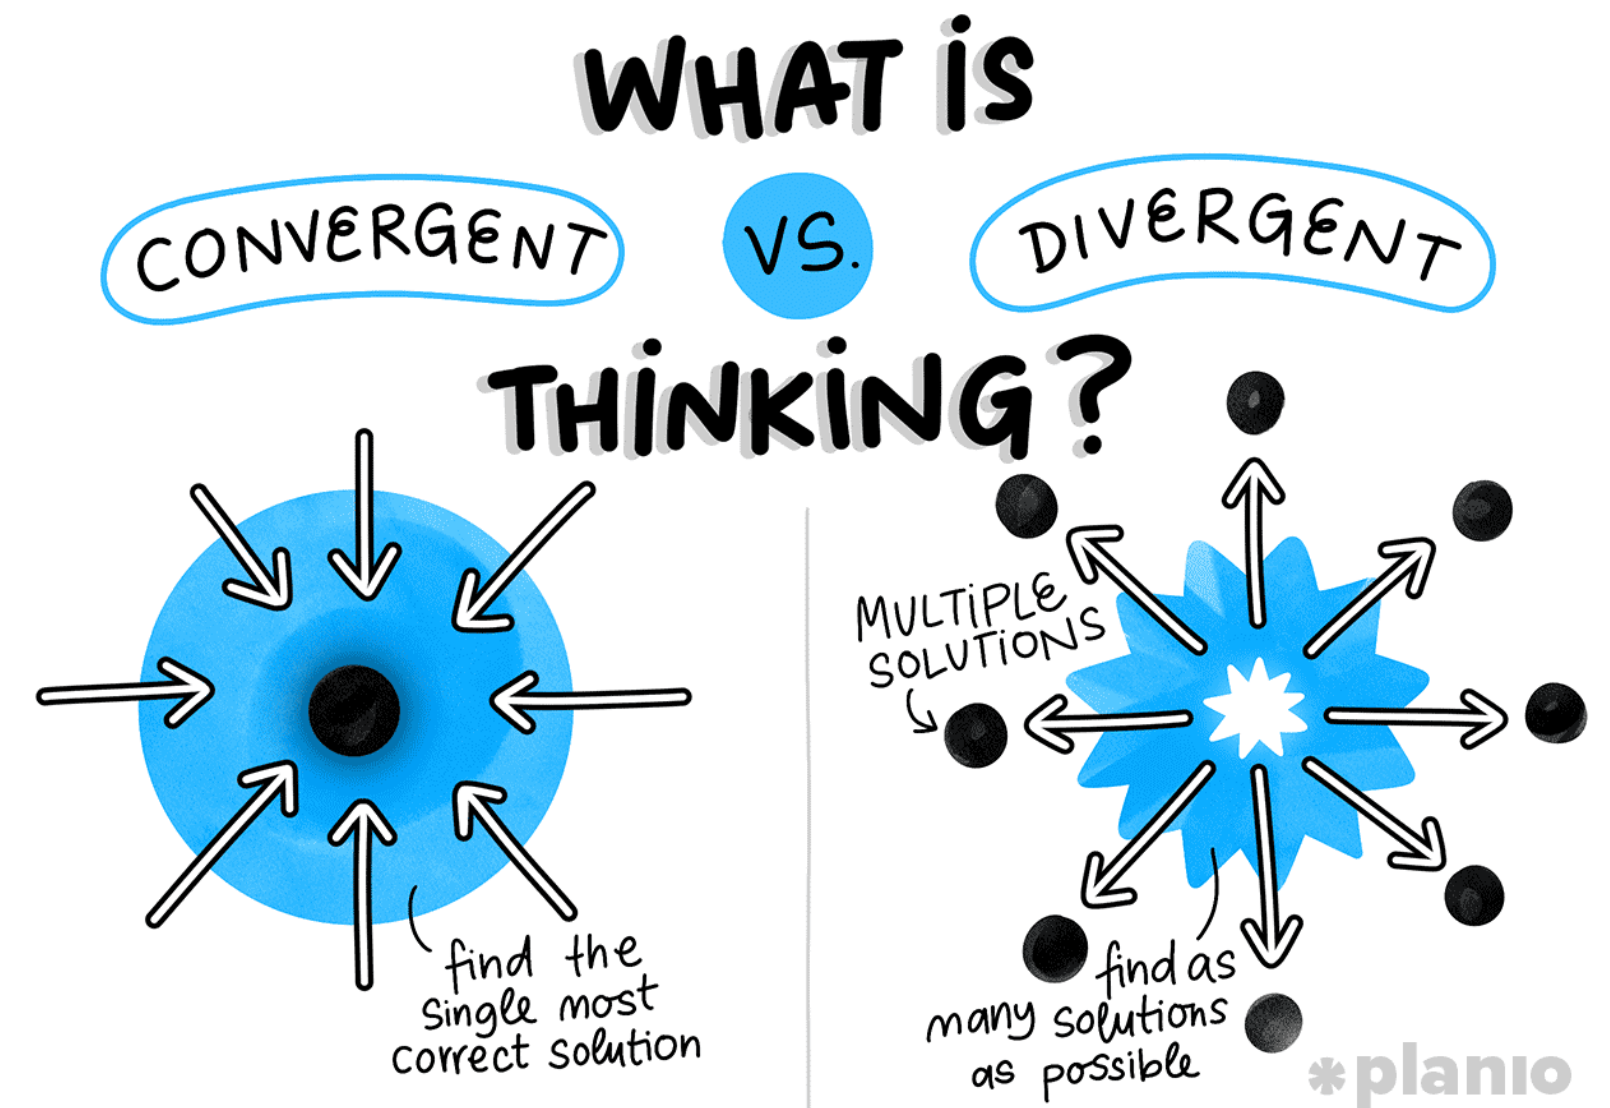 WHAT IS
CONVERGENT
VS.
DIVERGENT
THINKING?
find the
single most
correct solution
MULTIPLE
SOLUTIONS
find as
many solutions
as possible
*planio